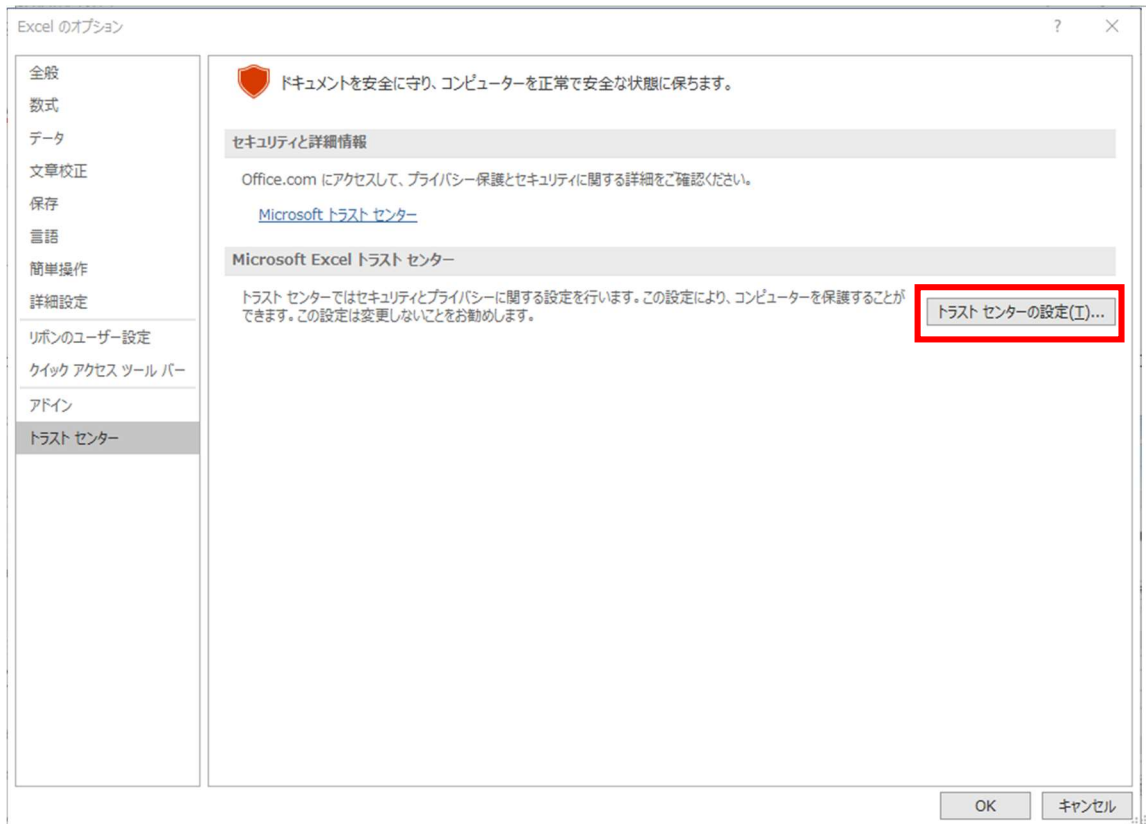 Excel のオプション
?
全般
数式
データ
文章校正
保存
言語
簡単操作
詳細設定
リボンのユーザー設定
クイック アクセス ツール バー
アドイン
トラスト センター
ドキュメントを安全に守り、コンピューターを正常で安全な状態に保ちます。
セキュリティと詳細情報
Office.com にアクセスして、プライバシー保護とセキュリティに関する詳細をご確認ください。
Microsoft トラスト センター
Microsoft Excel トラスト センター
トラスト センターではセキュリティとプライバシーに関する設定を行います。この設定により、コンピューターを保護することが
できます。この設定は変更しないことをお勧めします。
トラスト センターの設定(T)...
OK
キャンセル